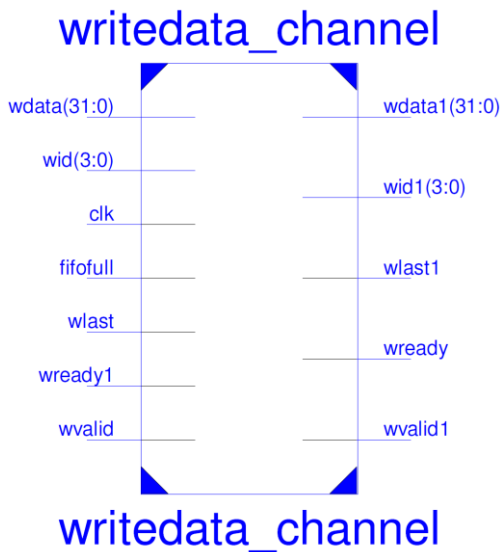 writedata_channel
wdata(31:0) wdata1(31:0)
wid(3:0) wid1(3:0)
clk
fifofull wlast1
wlast wready
wready1
wvalid wvalid1
writedata_channel